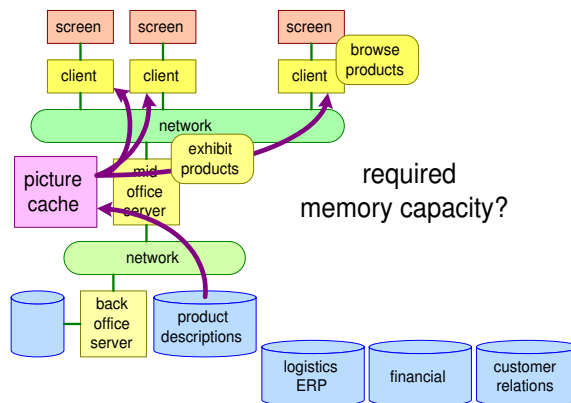 screen
screen
screen
client
client
client
browse
products
network
exhibit
products
picture
cache
mid
office
server
required
memory capacity?
network
back
office
server
product
descriptions
logistics
ERP
financial
customer
relations